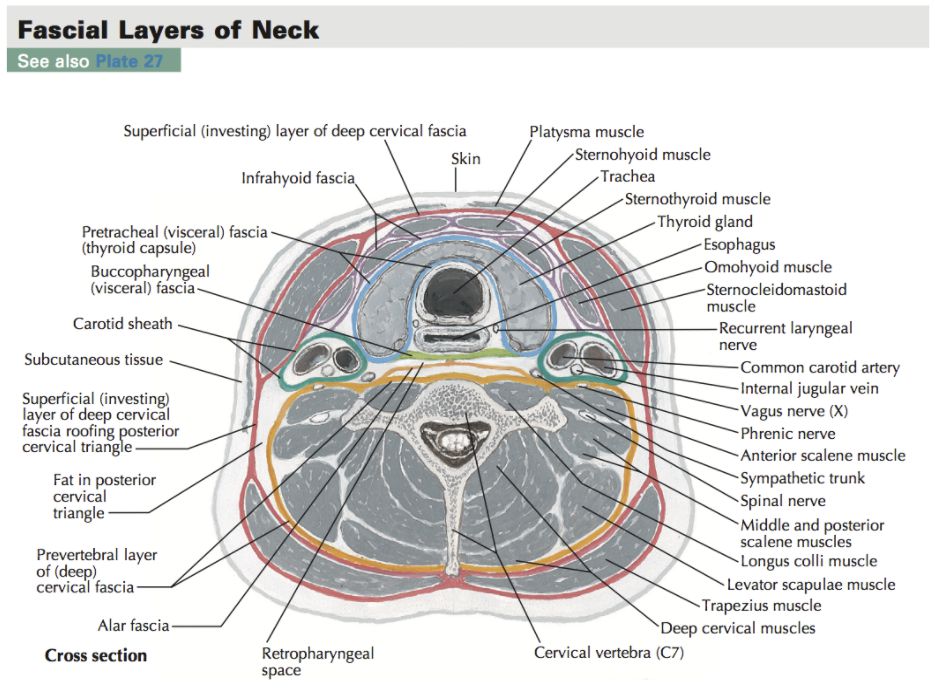 Fascial Layers of Neck
See also Plate 27
Superficial (investing) layer of deep cervical fascia
Platysma muscle
Skin
Sternohyoid muscle
Infrahyoid fascia
Trachea
Sternothyroid muscle
Pretracheal (visceral) fascia
(thyroid capsule)
Thyroid gland
Buccopharyngeal
(visceral) fascia
Esophagus
Omohyoid muscle
Sternocleidomastoid
muscle
Carotid sheath
Recurrent laryngeal
nerve
Subcutaneous tissue
Common carotid artery
Internal jugular vein
Superficial (investing)
layer of deep cervical
fascia roofing posterior
cervical triangle
Vagus nerve (X)
Phrenic nerve
Anterior scalene muscle
Sympathetic trunk
Fat in posterior
cervical
triangle
Spinal nerve
Middle and posterior
scalene muscles
Prevertebral layer
of (deep)
cervical fascia
Longus colli muscle
Levator scapulae muscle
Trapezius muscle
Alar fascia
Deep cervical muscles
Cross section
Retropharyngeal
space
Cervical vertebra (C7)